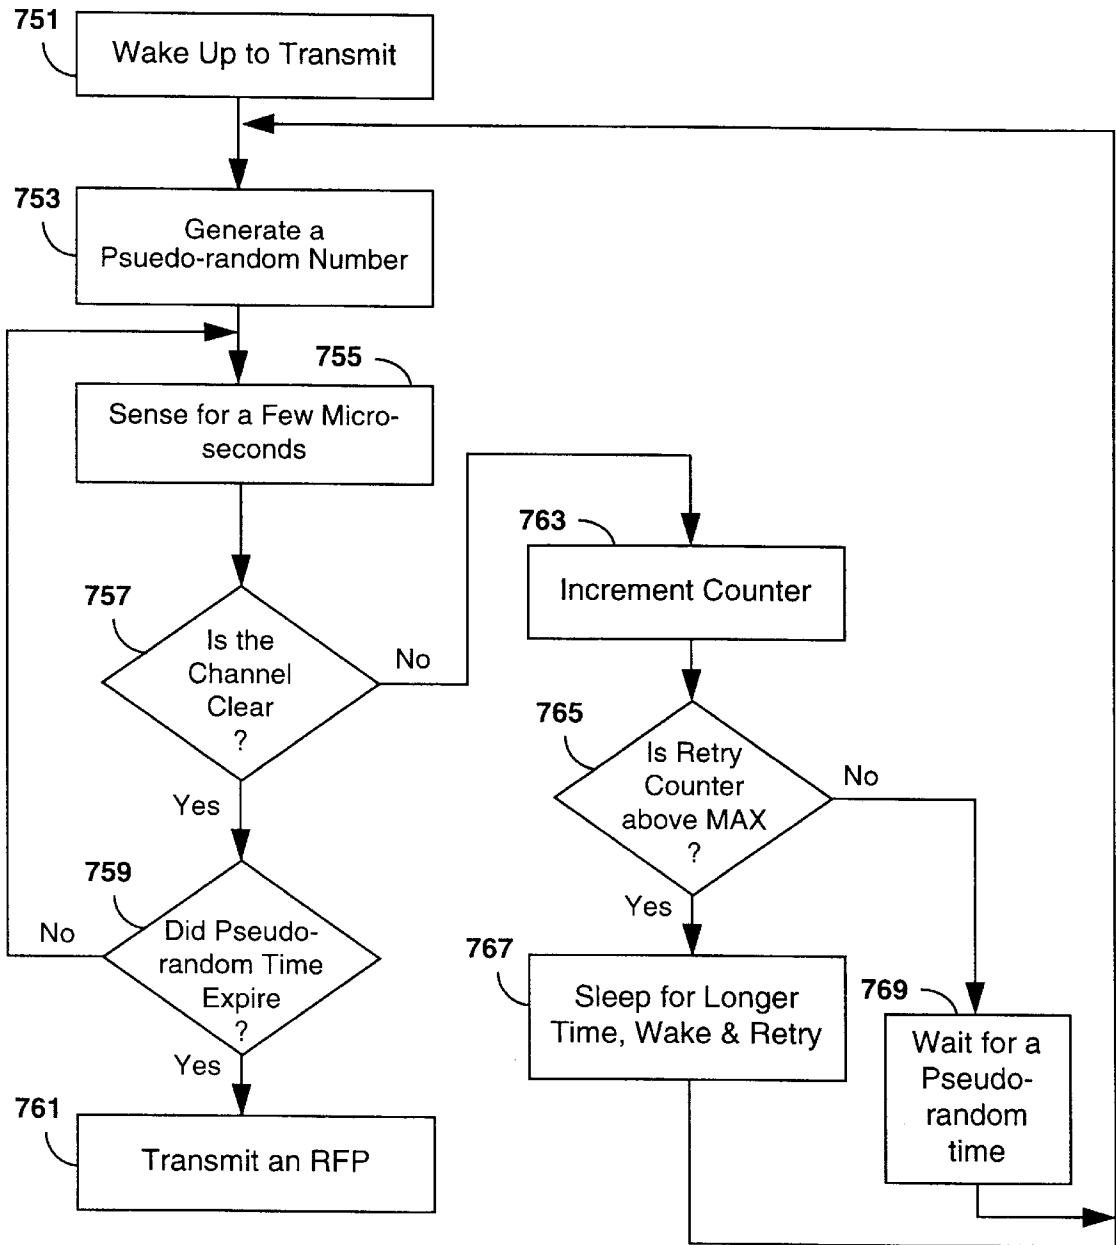 751
Wake Up to Transmit
753
Generate a
Psuedo-random Number
755
Sense for a Few Micro-
seconds
757
Is the
Channel
Clear
?
No
Yes
759
Did Pseudo-
random Time
Expire
?
No
Yes
761
Transmit an RFP
763
Increment Counter
765
Is Retry
Counter
above MAX
?
No
Yes
767
Sleep for Longer
Time, Wake & Retry
769
Wait for a
Pseudo-
random
time